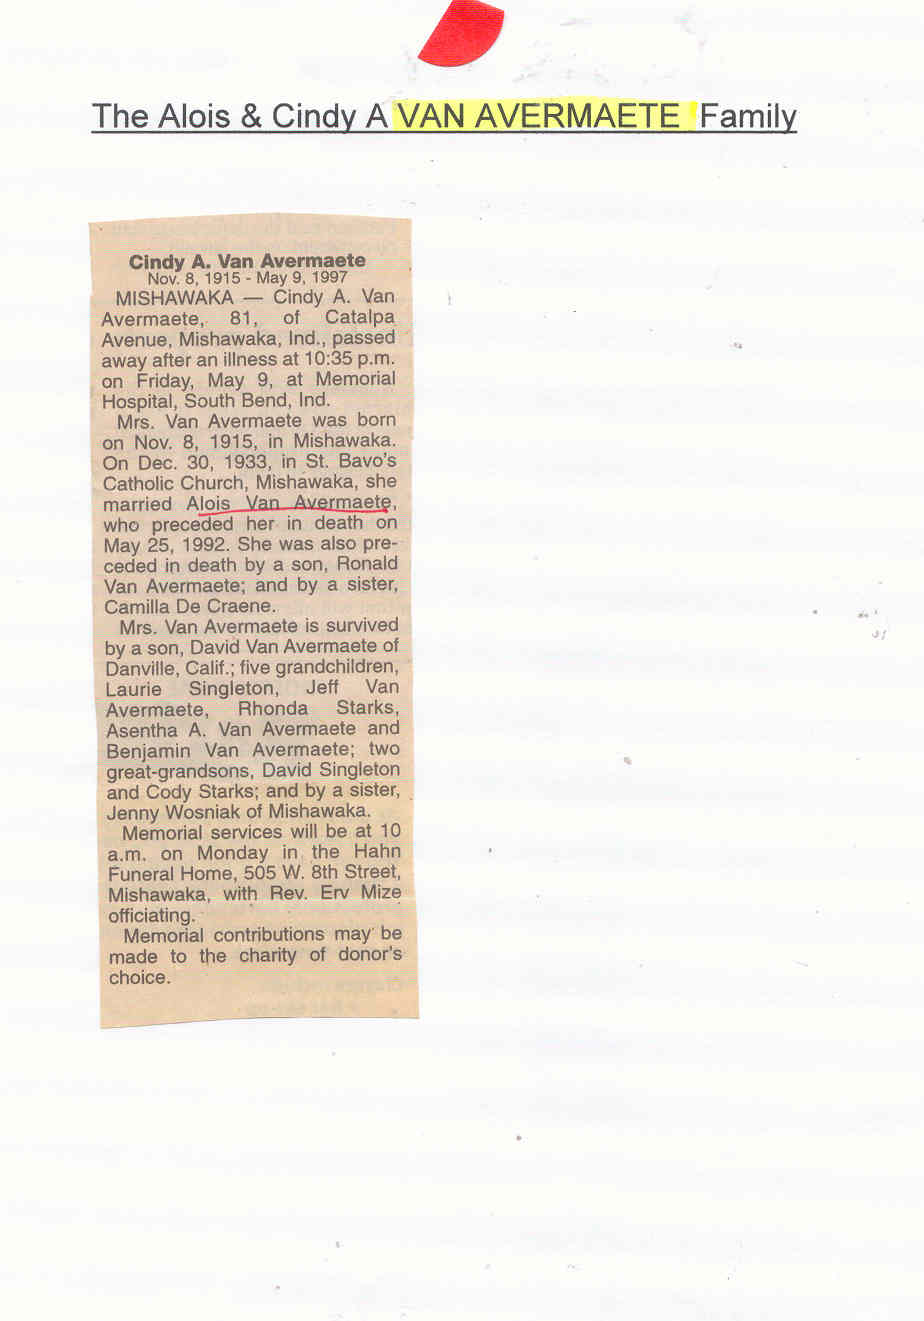 The Alois & Cindy A VAN AVERMAETE Family
Cindy A. Van Avermaete
Nov. 8, 1915 - May 9, 1997
MISHAWAKA — Cindy A. Van
Avermaete, 81, of Catalpa
Avenue, Mishawaka, Ind., passed
away after an illness at 10:35 p.m.
on Friday, May 9, at Memorial
Hospital, South Bend, Ind.
Mrs. Van Avermaete was born
on Nov. 8, 1915, in Mishawaka.
On Dec. 30, 1933, in St. Bavo's
Catholic Church, Mishawaka, she
married Alois Van Avermaete,
who preceded her in death on
May 25, 1992. She was also pre-
ceded in death by a son, Ronald
Van Avermaete; and by a sister,
Camilla De Craene.
Mrs. Van Avermaete is survived
by a son, David Van Avermaete of
Danville, Calif.; five grandchildren,
Laurie Singleton, Jeff Van
Avermaete, Rhonda Starks,
Asentha A. Van Avermaete and
Benjamin Van Avermaete; two
great-grandsons, David Singleton
and Cody Starks; and by a sister,
Jenny Wosniak of Mishawaka.
Memorial services will be at 10
a.m. on Monday in the Hahn
Funeral Home, 505 W. 8th Street,
Mishawaka, with Rev. Erv Mize
officiating.
Memorial contributions may be
made to the charity of donor's
choice.